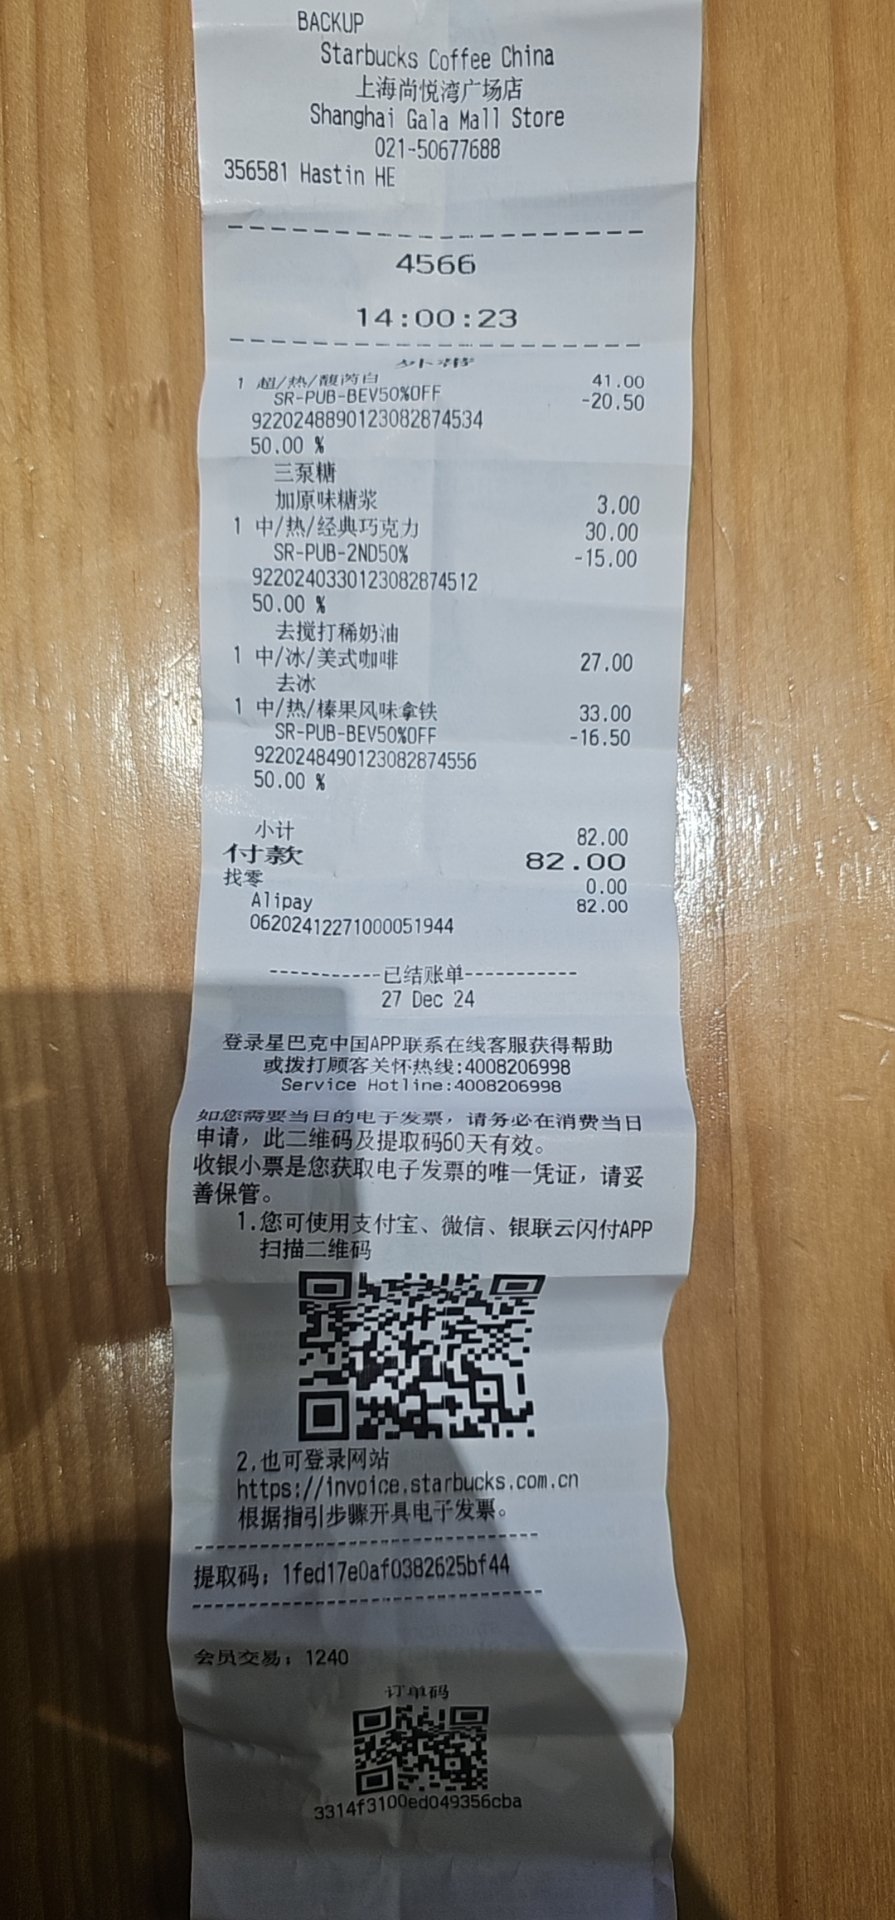 BACKUP
Starbucks Coffee China
上海尚悦湾广场店
Shanghai Gala Mall Store
021-50677688
356581 Hastin HE
4566
14:00:23
1 超/热/馥芮白 41.00
SR-PUB-BEV50%OFF -20.50
9220248890123082874534
50.00 %
三泵糖
加原味糖浆 3.00
1 中/热/经典巧克力 30.00
SR-PUB-2ND50% -15.00
9220240330123082874512
50.00 %
去搅打稀奶油
1 中/冰/美式咖啡 27.00
去冰
1 中/热/榛果风味拿铁 33.00
SR-PUB-BEV50%OFF -16.50
9220248490123082874556
50.00 %
小计 82.00
付款 82.00
找零 0.00
Alipay 82.00
06202412271000051944
-----------已结账单-----------
27 Dec 24
登录星巴克中国APP联系在线客服获得帮助
或拨打顾客关怀热线:4008206998
Service Hotline:4008206998
如您需要当日的电子发票，请务必在消费当日
申请，此二维码及提取码60天有效。
收银小票是您获取电子发票的唯一凭证，请妥
善保管。
1.您可使用支付宝、微信、银联云闪付APP
扫描二维码
2.也可登录网站
https://invoice.starbucks.com.cn
根据指引步骤开具电子发票。
提取码：1fed17e0af0382625bf44
会员交易：1240
订单码
3314f3100ed049356cba